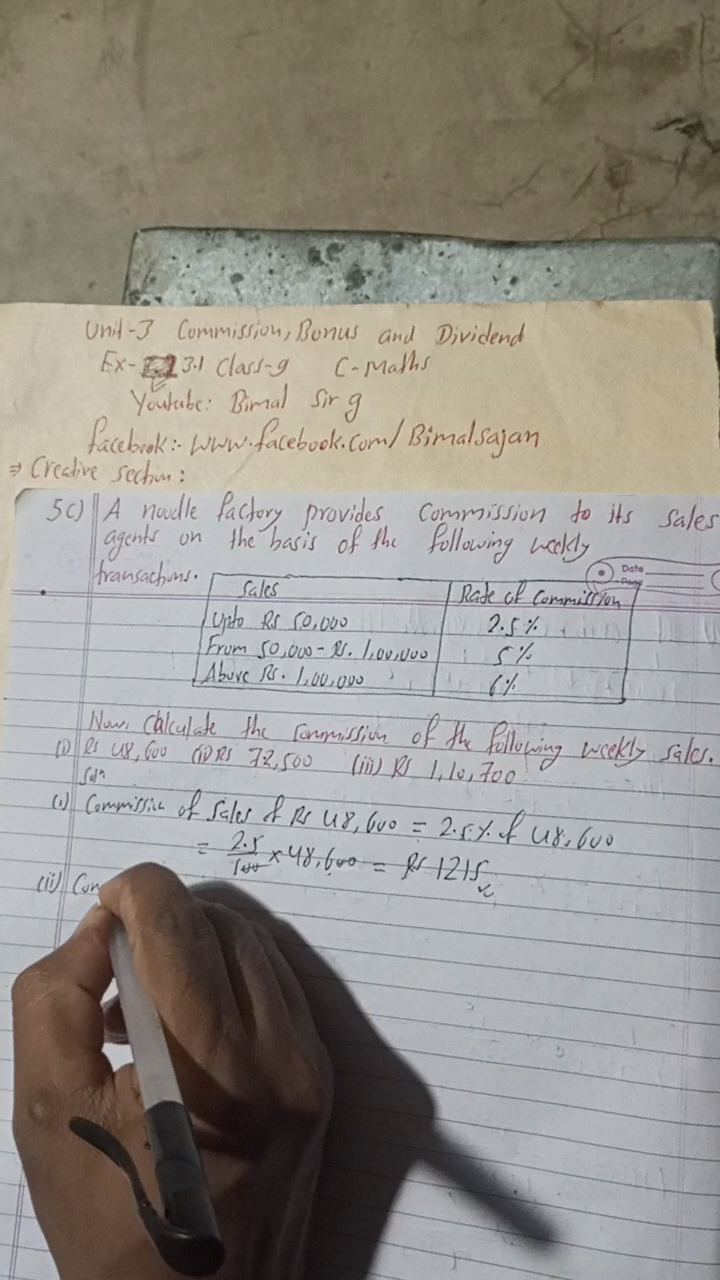 Unit-3 Commission, Bonus and Dividend
Ex- 3.1 Class-9 C-Maths
Youtube: Bimal Sir g
facebook:- www.facebook.com/Bimalsajan
⇒ Creative section:
5c) A noodle factory provides commission to its sales
agents on the basis of the following weekly
transactions.
Date
Page
Sales Rate of Commission
Upto Rs 50,000 2.5%
From 50,000 - Rs. 1,00,000 5%
Above Rs. 1,00,000 6%
Now, calculate the commission of the following weekly sales.
(i) Rs 48,600 (ii) Rs 72,500 (iii) Rs 1,10,700
Solⁿ
(i) Commission of sales of Rs 48,600 = 2.5% of 48,600
= 2.5/100 × 48,600 = Rs 1215
(ii) Com